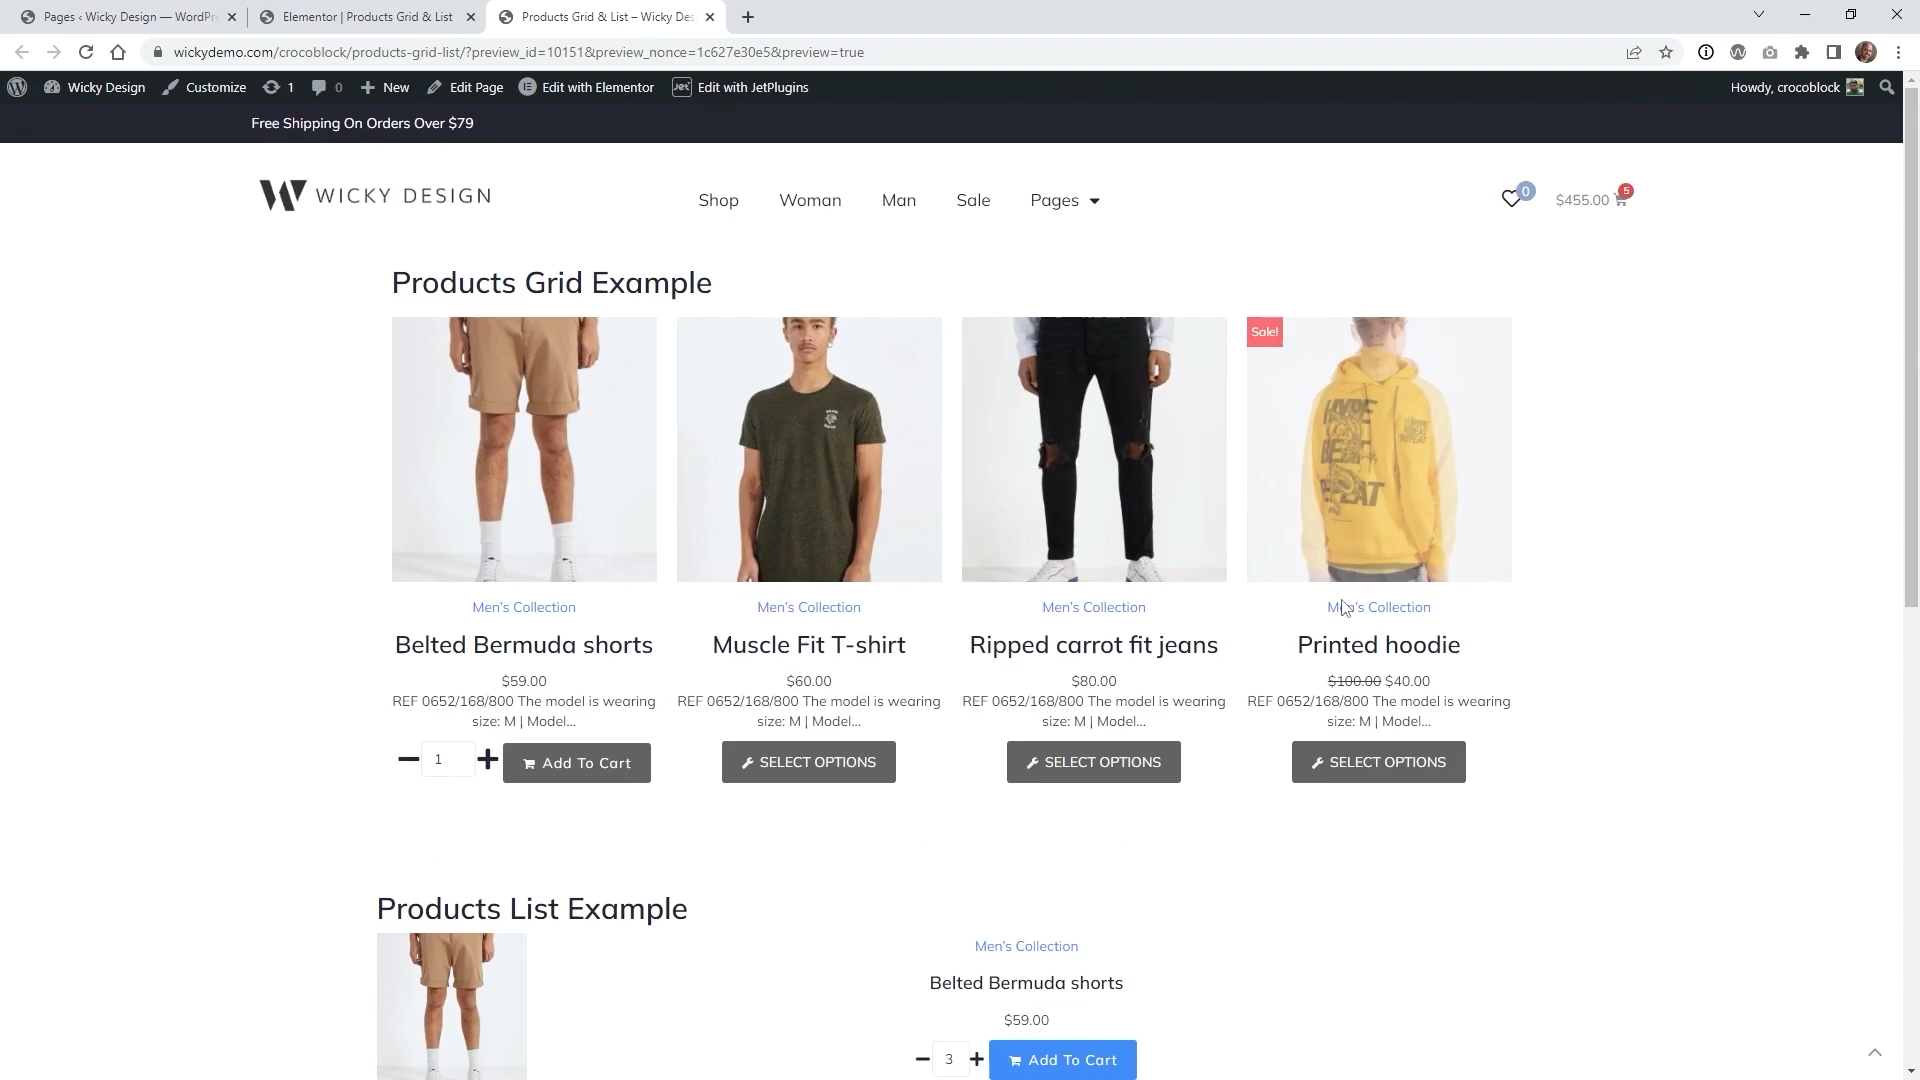 Pages ‹ Wicky Design — WordPr
Elementor | Products Grid & List
Products Grid & List – Wicky Des
wickydemo.com/crocoblock/products-grid-list/?preview_id=10151&preview_nonce=1c627e30e5&preview=true
Wicky Design
Customize
1
0
New
Edit Page
Edit with Elementor
Jet
Edit with JetPlugins
Howdy, crocoblock
Free Shipping On Orders Over $79
WICKY DESIGN
Shop
Woman
Man
Sale
Pages
0
$455.00
5
Products Grid Example
Sale!
HYPE
BEAST
REPEAT
Men's Collection
Men's Collection
Men's Collection
Men's Collection
Belted Bermuda shorts
Muscle Fit T-shirt
Ripped carrot fit jeans
Printed hoodie
$59.00
$60.00
$80.00
$100.00 $40.00
REF 0652/168/800 The model is wearing
size: M | Model...
REF 0652/168/800 The model is wearing
size: M | Model...
REF 0652/168/800 The model is wearing
size: M | Model...
REF 0652/168/800 The model is wearing
size: M | Model...
1
Add To Cart
SELECT OPTIONS
SELECT OPTIONS
SELECT OPTIONS
Products List Example
Men's Collection
Belted Bermuda shorts
$59.00
3
Add To Cart